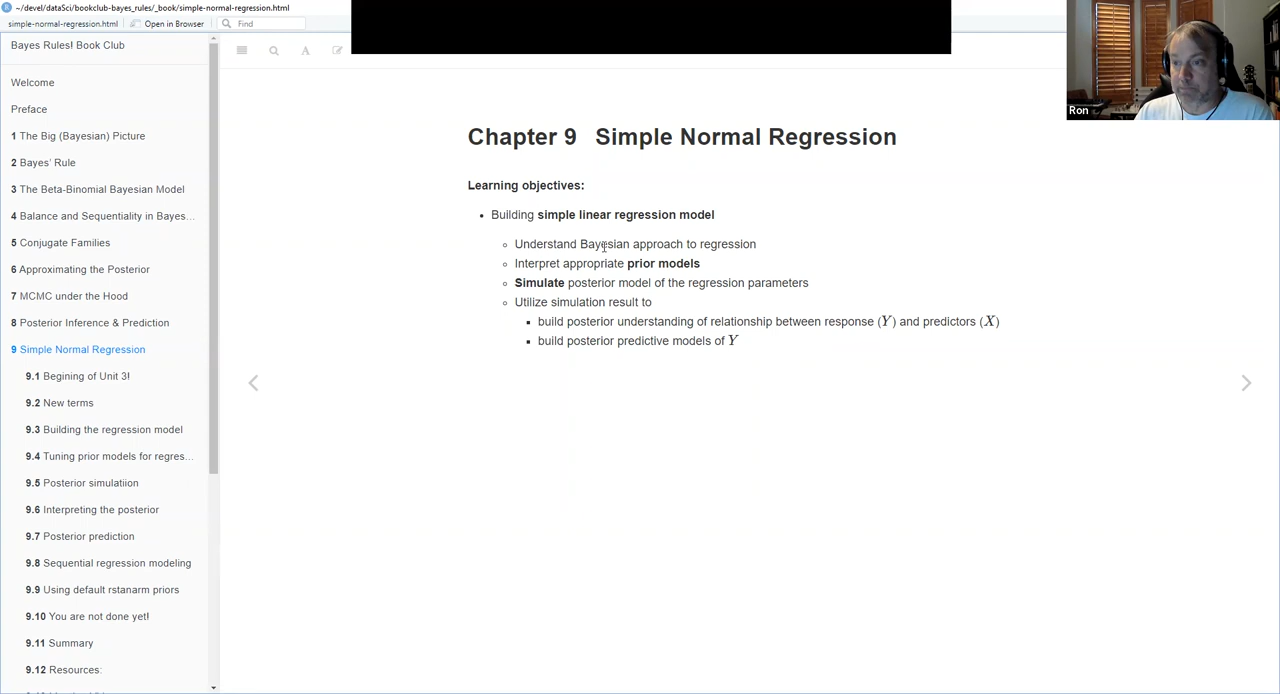 ~/devel/dataSci/bookclub-bayes_rules/_book/simple-normal-regression.html
simple-normal-regression.html
Open in Browser
Find
Bayes Rules! Book Club
Welcome
Preface
1 The Big (Bayesian) Picture
2 Bayes' Rule
3 The Beta-Binomial Bayesian Model
4 Balance and Sequentiality in Bayes...
5 Conjugate Families
6 Approximating the Posterior
7 MCMC under the Hood
8 Posterior Inference & Prediction
9 Simple Normal Regression
9.1 Begining of Unit 3!
9.2 New terms
9.3 Building the regression model
9.4 Tuning prior models for regres...
9.5 Posterior simulatiion
9.6 Interpreting the posterior
9.7 Posterior prediction
9.8 Sequential regression modeling
9.9 Using default rstanarm priors
9.10 You are not done yet!
9.11 Summary
9.12 Resources:
A
Chapter 9 Simple Normal Regression
Learning objectives:
• Building simple linear regression model
◦ Understand Bayesian approach to regression
◦ Interpret appropriate prior models
◦ Simulate posterior model of the regression parameters
◦ Utilize simulation result to
▪ build posterior understanding of relationship between response (Y) and predictors (X)
▪ build posterior predictive models of Y
Ron